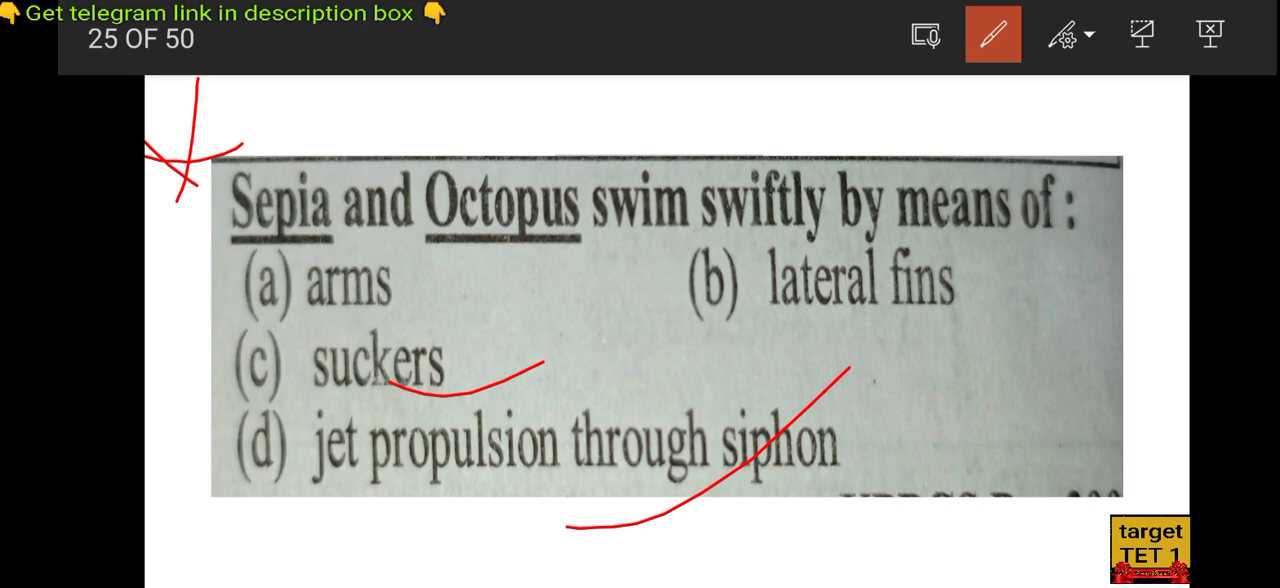 👇 Get telegram link in description box 👇
25 OF 50
Sepia and Octopus swim swiftly by means of :
(a) arms (b) lateral fins
(c) suckers
(d) jet propulsion through siphon
target
TET 1